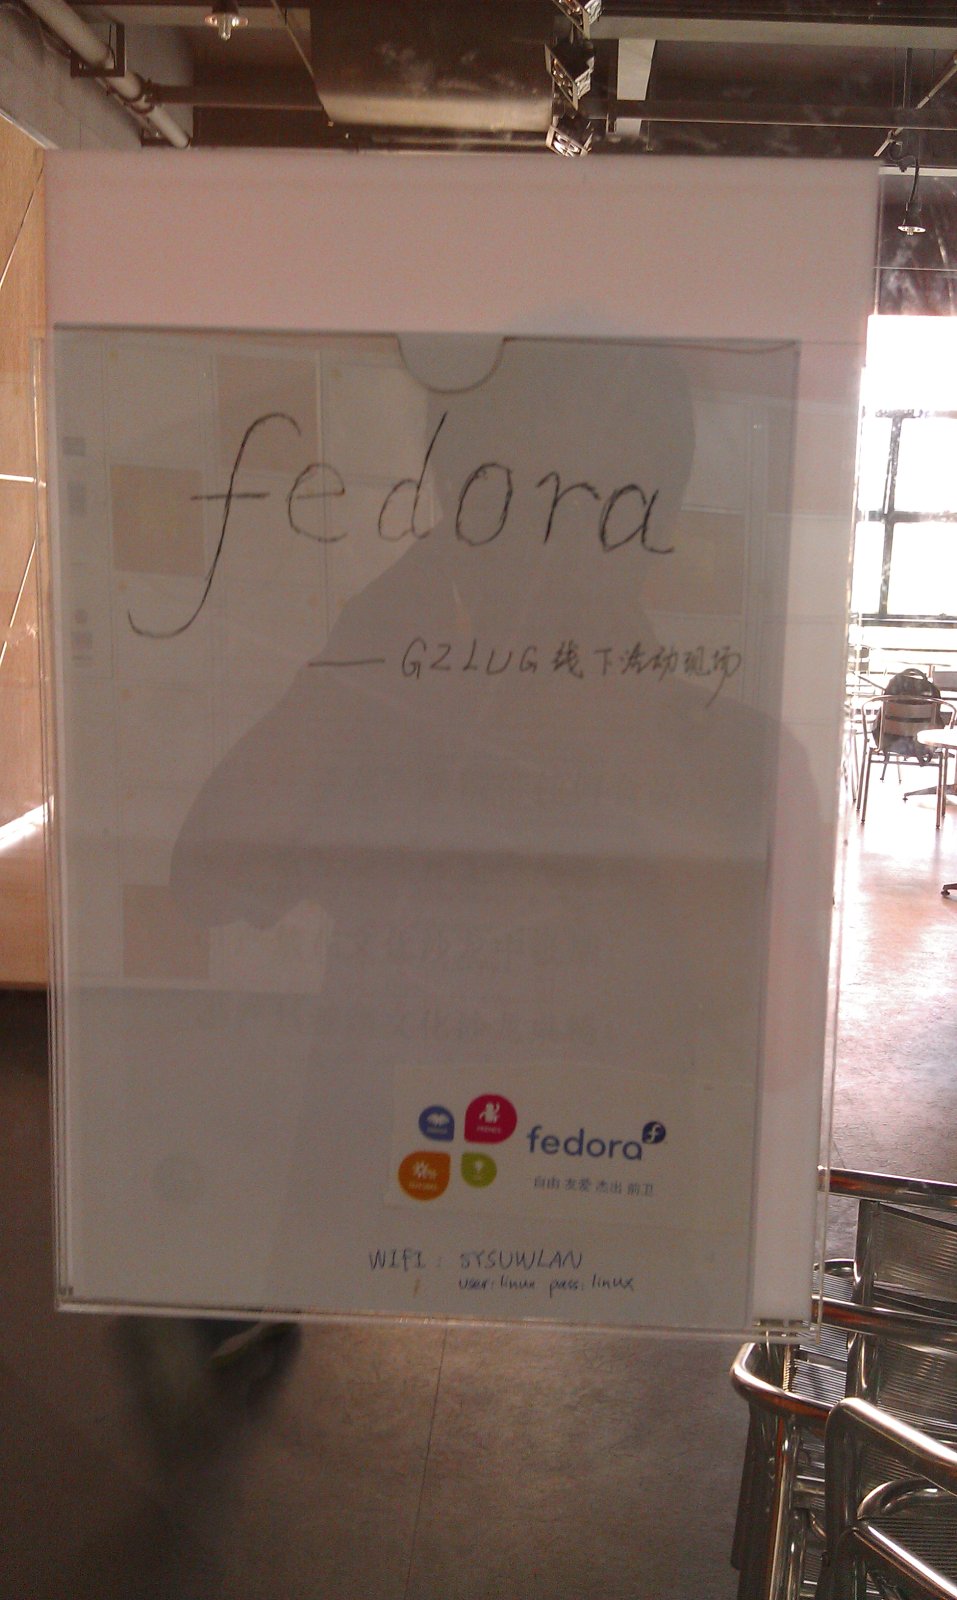 fedora
—— GZLUG 线下活动现场
fedora
自由 友爱 杰出 前卫
WIFI : SYSUWLAN
user: linux pass: linux